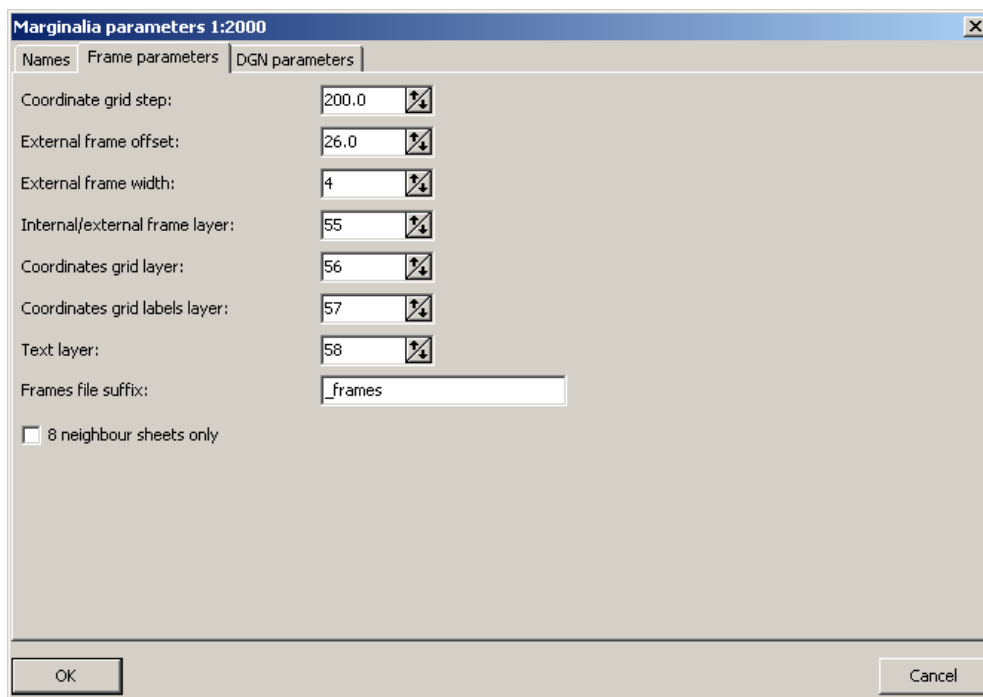 Marginalia parameters 1:2000
Names Frame parameters DGN parameters
Coordinate grid step: 200.0
External frame offset: 26.0
External frame width: 4
Internal/external frame layer: 55
Coordinates grid layer: 56
Coordinates grid labels layer: 57
Text layer: 58
Frames file suffix: _frames
8 neighbour sheets only
OK Cancel